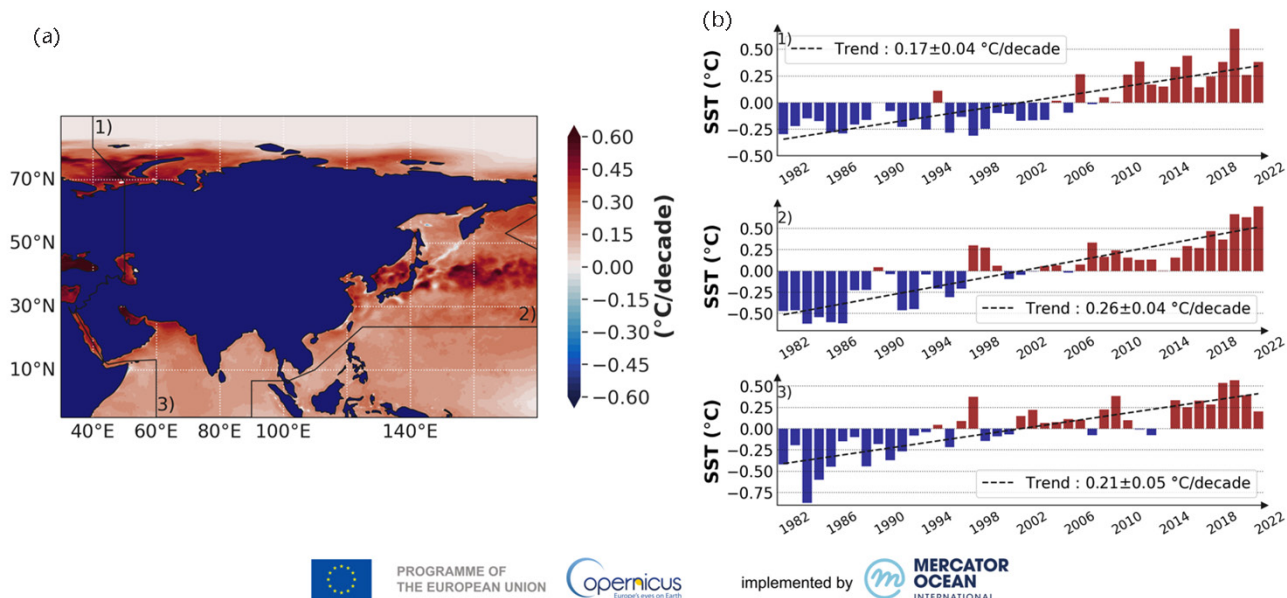 (a)
1)
2)
3)
70°N
50°N
30°N
10°N
40°E 60°E 80°E 100°E 140°E
0.60
0.45
0.30
0.15
0.00
−0.15
−0.30
−0.45
−0.60
(°C/decade)
(b)
1)
Trend : 0.17±0.04 °C/decade
SST (°C)
0.50
0.25
0.00
−0.25
−0.50
1982 1986 1990 1994 1998 2002 2006 2010 2014 2018 2022
2)
SST (°C)
0.50
0.25
0.00
−0.25
−0.50
Trend : 0.26±0.04 °C/decade
1982 1986 1990 1994 1998 2002 2006 2010 2014 2018 2022
3)
SST (°C)
0.50
0.25
0.00
−0.25
−0.50
−0.75
Trend : 0.21±0.05 °C/decade
1982 1986 1990 1994 1998 2002 2006 2010 2014 2018 2022
PROGRAMME OF
THE EUROPEAN UNION
Copernicus
Europe's eyes on Earth
implemented by
MERCATOR
OCEAN
INTERNATIONAL